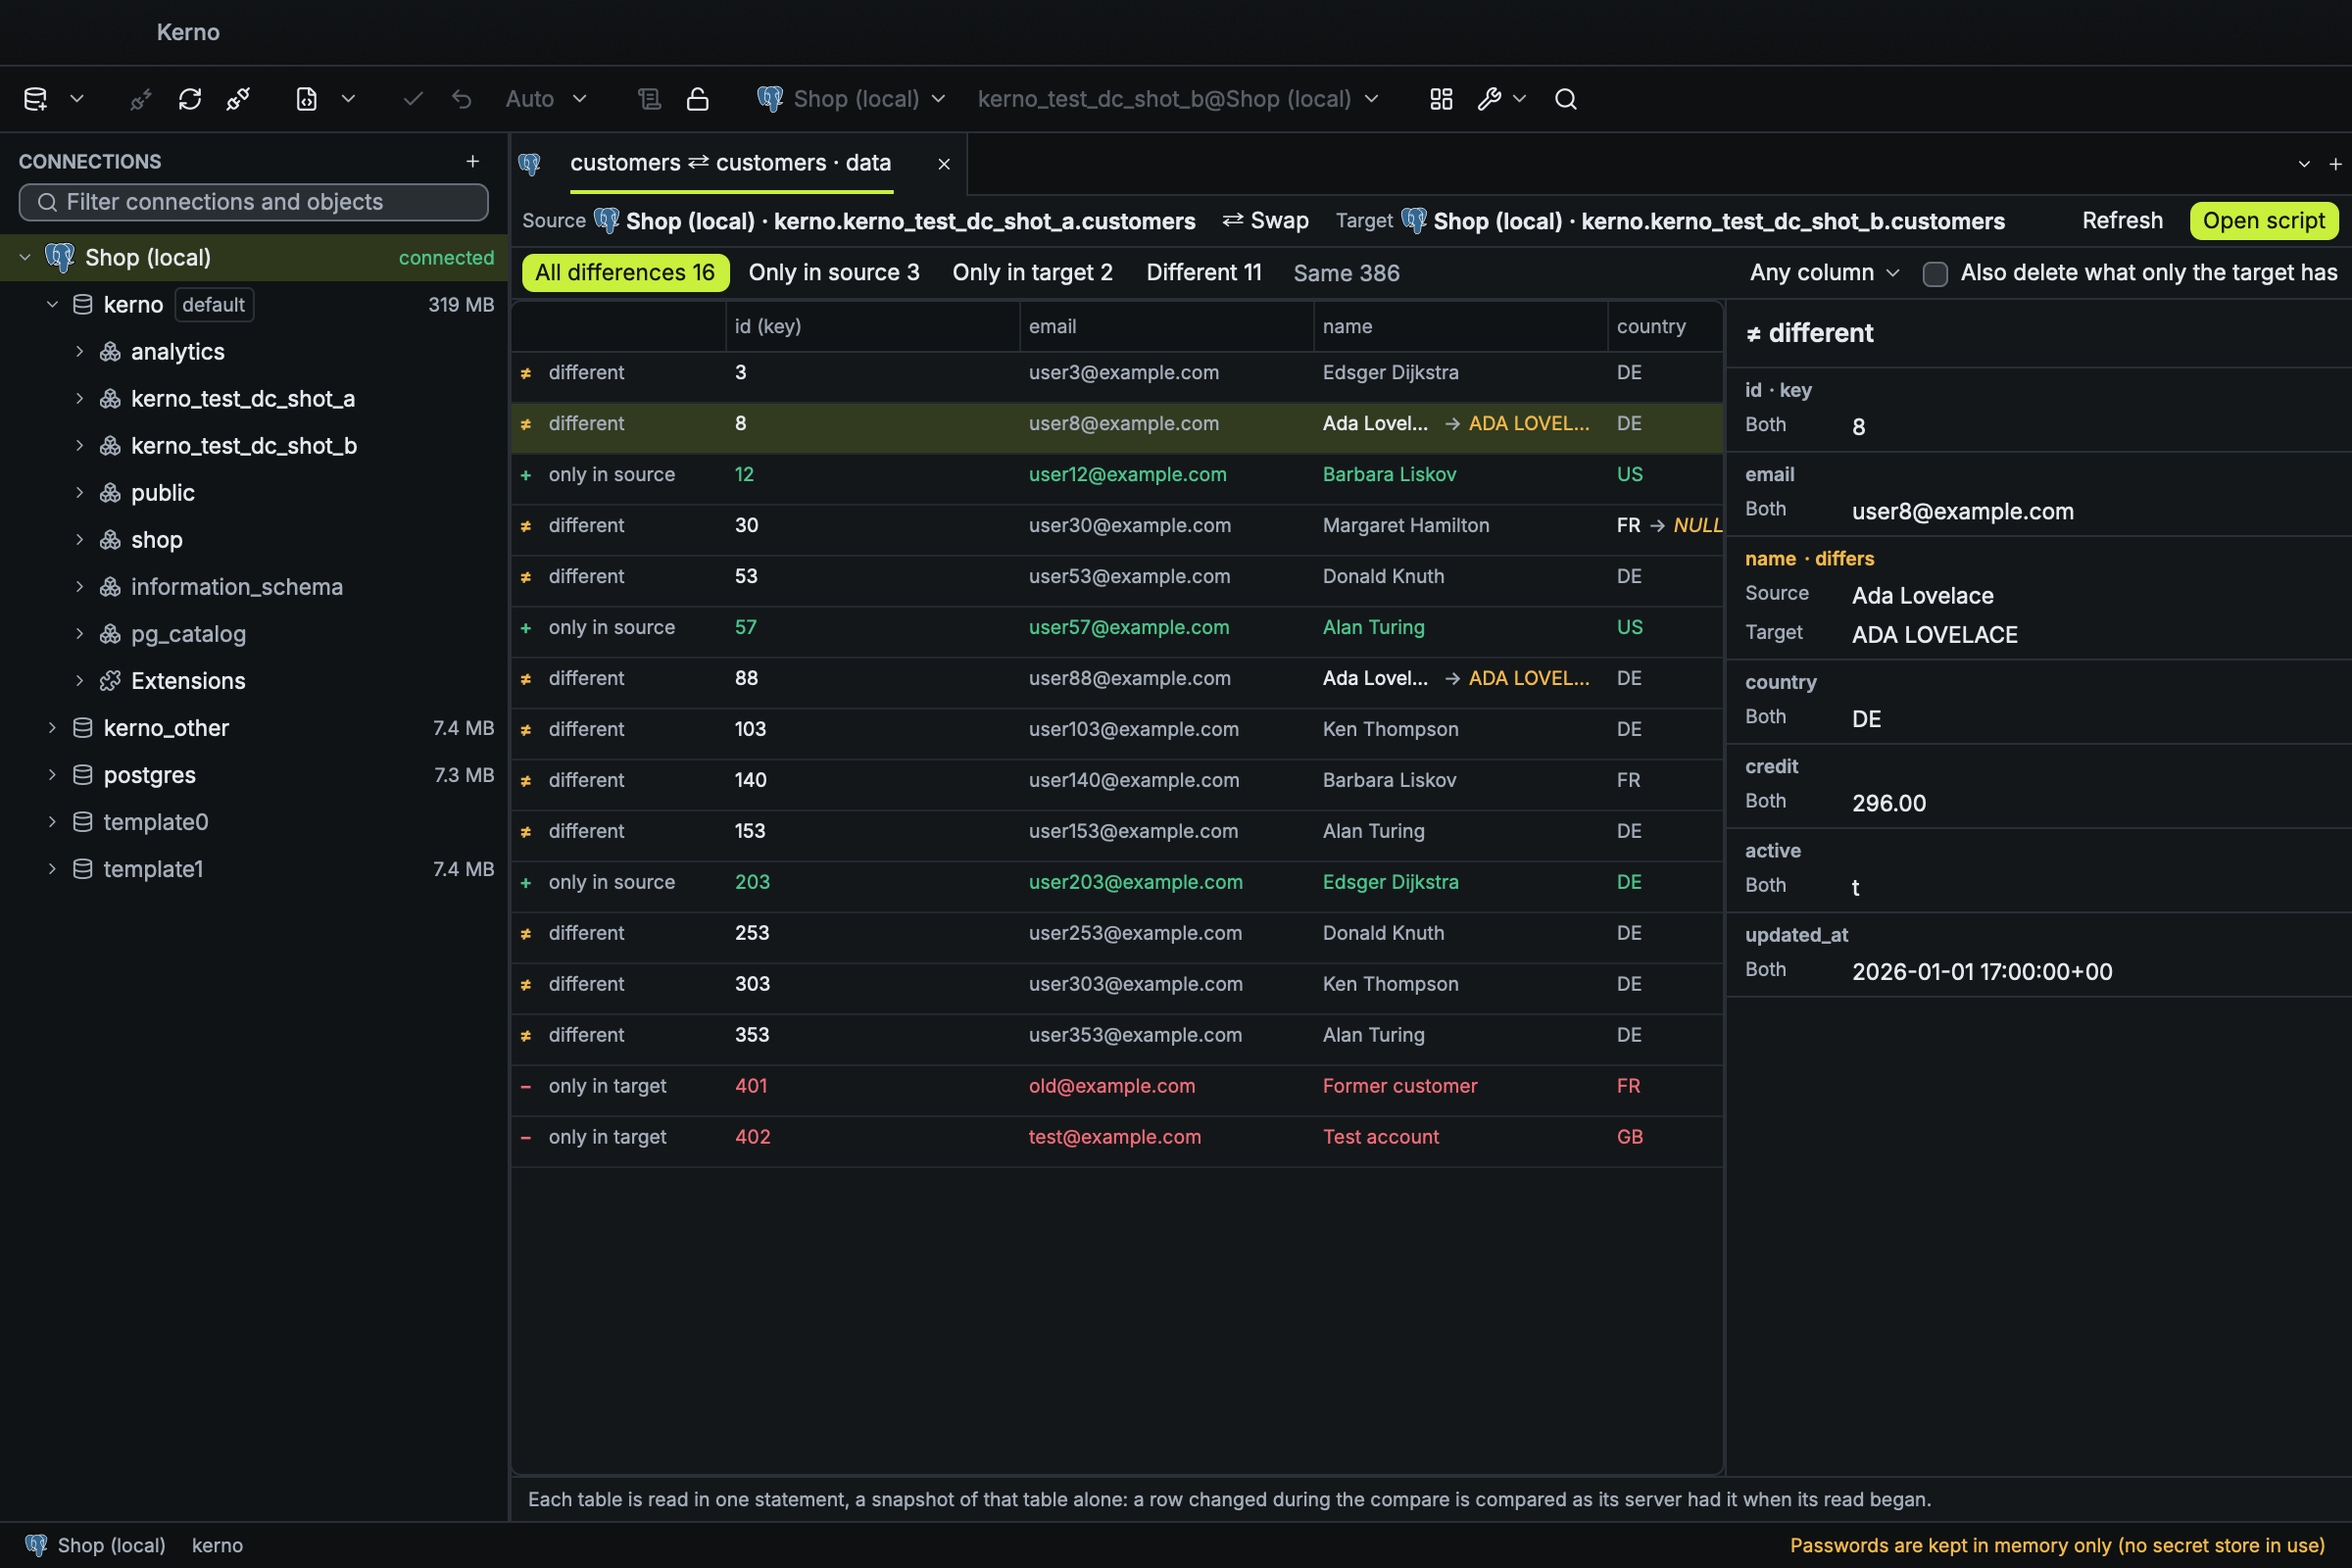 Kerno
Auto
Shop (local)
kerno_test_dc_shot_b@Shop (local)
CONNECTIONS
Filter connections and objects
Shop (local) connected
kerno default 319 MB
analytics
kerno_test_dc_shot_a
kerno_test_dc_shot_b
public
shop
information_schema
pg_catalog
Extensions
kerno_other 7.4 MB
postgres 7.3 MB
template0
template1 7.4 MB
customers ⇄ customers · data
Source Shop (local) · kerno.kerno_test_dc_shot_a.customers ⇄ Swap Target Shop (local) · kerno.kerno_test_dc_shot_b.customers Refresh Open script
All differences 16 Only in source 3 Only in target 2 Different 11 Same 386 Any column Also delete what only the target has
id (key) email name country
≠ different 3 user3@example.com Edsger Dijkstra DE
≠ different 8 user8@example.com Ada Lovel... → ADA LOVEL... DE
+ only in source 12 user12@example.com Barbara Liskov US
≠ different 30 user30@example.com Margaret Hamilton FR → NULL
≠ different 53 user53@example.com Donald Knuth DE
+ only in source 57 user57@example.com Alan Turing US
≠ different 88 user88@example.com Ada Lovel... → ADA LOVEL... DE
≠ different 103 user103@example.com Ken Thompson DE
≠ different 140 user140@example.com Barbara Liskov FR
≠ different 153 user153@example.com Alan Turing DE
+ only in source 203 user203@example.com Edsger Dijkstra DE
≠ different 253 user253@example.com Donald Knuth DE
≠ different 303 user303@example.com Ken Thompson DE
≠ different 353 user353@example.com Alan Turing DE
− only in target 401 old@example.com Former customer FR
− only in target 402 test@example.com Test account GB
≠ different
id · key
Both 8
email
Both user8@example.com
name · differs
Source Ada Lovelace
Target ADA LOVELACE
country
Both DE
credit
Both 296.00
active
Both t
updated_at
Both 2026-01-01 17:00:00+00
Each table is read in one statement, a snapshot of that table alone: a row changed during the compare is compared as its server had it when its read began.
Shop (local) kerno
Passwords are kept in memory only (no secret store in use)